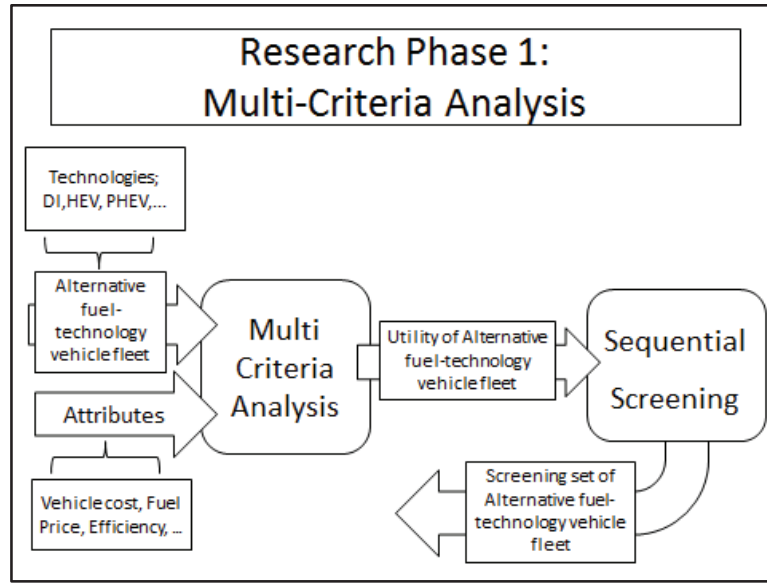 Research Phase 1:
Multi-Criteria Analysis
Technologies;
DI,HEV, PHEV,...
Alternative
fuel-
technology
vehicle fleet
Attributes
Vehicle cost, Fuel
Price, Efficiency, ...
Multi
Criteria
Analysis
Utility of Alternative
fuel-technology
vehicle fleet
Sequential
Screening
Screening set of
Alternative fuel-
technology vehicle
fleet